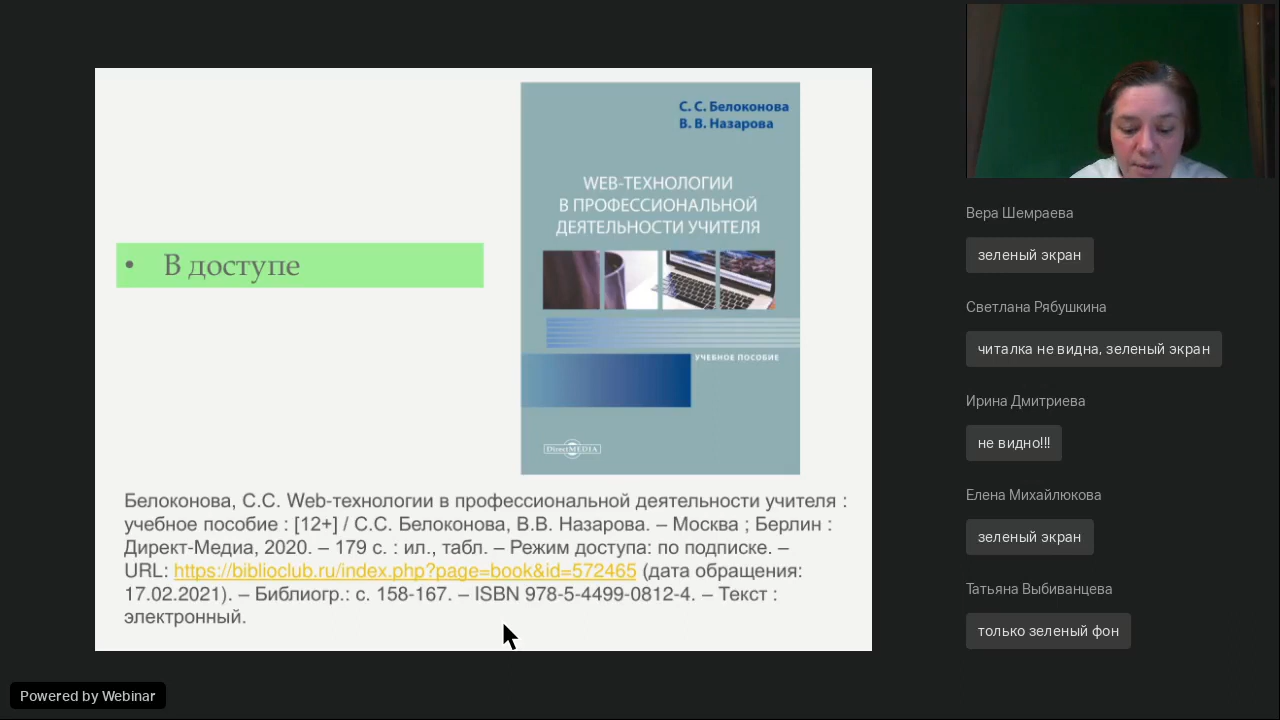 С. С. Белоконова
В. В. Назарова
WEB-ТЕХНОЛОГИИ
В ПРОФЕССИОНАЛЬНОЙ
ДЕЯТЕЛЬНОСТИ УЧИТЕЛЯ
• В доступе
УЧЕБНОЕ ПОСОБИЕ
DirectMEDIA
Белоконова, С.С. Web-технологии в профессиональной деятельности учителя :
учебное пособие : [12+] / С.С. Белоконова, В.В. Назарова. – Москва ; Берлин :
Директ-Медиа, 2020. – 179 с. : ил., табл. – Режим доступа: по подписке. –
URL: https://biblioclub.ru/index.php?page=book&id=572465 (дата обращения:
17.02.2021). – Библиогр.: с. 158-167. – ISBN 978-5-4499-0812-4. – Текст :
электронный.
Вера Шемраева
зеленый экран
Светлана Рябушкина
читалка не видна, зеленый экран
Ирина Дмитриева
не видно!!!
Елена Михайлюкова
зеленый экран
Татьяна Выбиванцева
только зеленый фон
Powered by Webinar